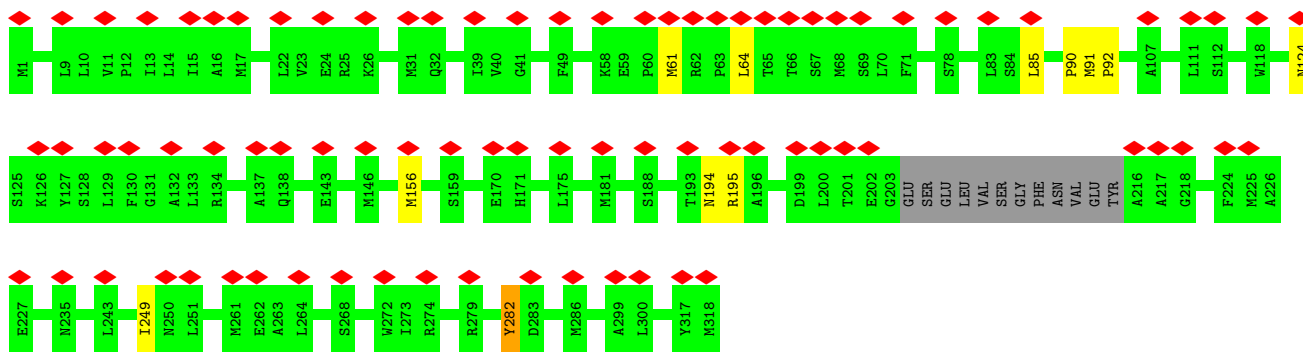 M1 L9 L10 V11 P12 I13 L14 I15 A16 M17 L22 V23 E24 R25 K26 M31 Q32 I39 V40 G41 F49 K58 E59 P60 M61 R62 P63 L64 T65 T66 S67 M68 S69 L70 F71 S78 L83 S84 L85 P90 M91 P92 A107 L111 S112 W118 N124
S125 K126 Y127 S128 L129 F130 G131 A132 L133 R134 A137 Q138 E143 M146 M156 S159 E170 H171 L175 M181 S188 T193 N194 R195 A196 D199 L200 T201 E202 G203 GLU SER GLU LEU VAL SER GLY PHE ASN VAL GLU TYR A216 A217 G218 F224 M225 A226
E227 N235 L243 I249 N250 L251 M261 E262 A263 L264 S268 W272 I273 R274 R279 Y282 D283 M286 A299 L300 Y317 M318